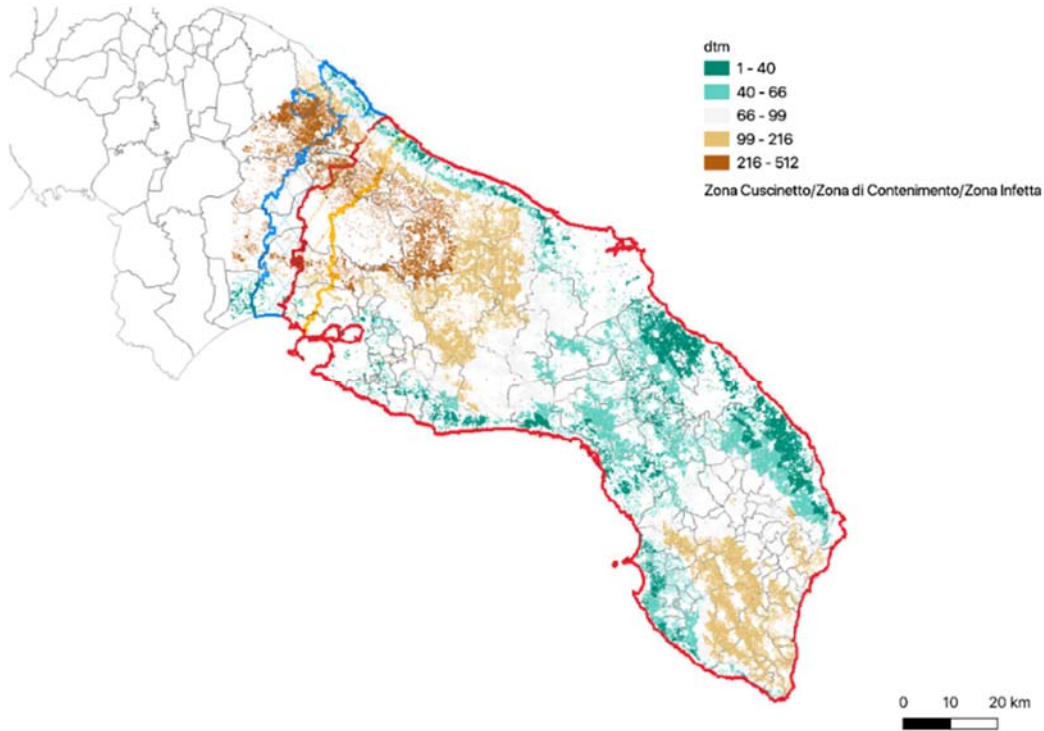 dtm
1 - 40
40 - 66
66 - 99
99 - 216
216 - 512
Zona Cuscinetto/Zona di Contenimento/Zona Infetta
0 10 20 km